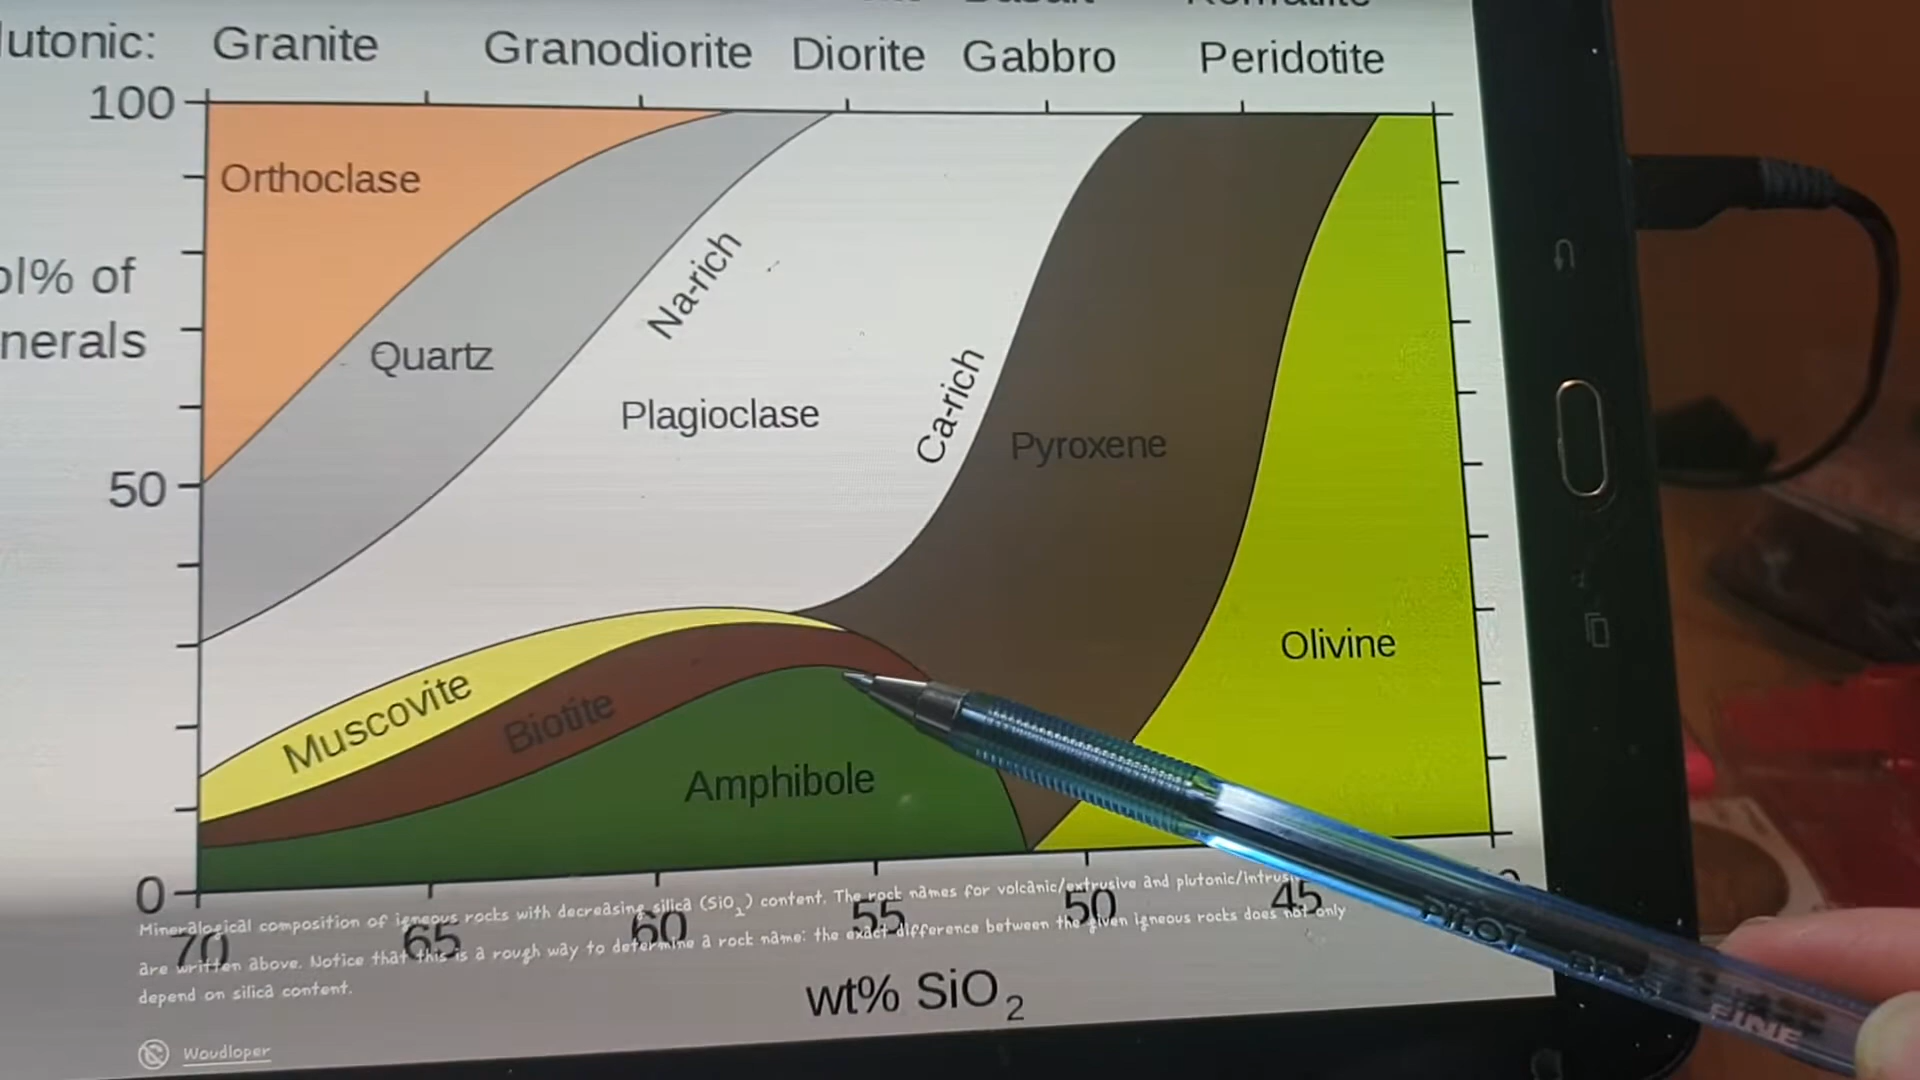 lutonic: Granite Granodiorite Diorite Gabbro Peridotite
100
Orthoclase
Na-rich
ol% of
nerals
Quartz
Ca-rich
Plagioclase
Pyroxene
50
Olivine
Muscovite
Biotite
Amphibole
0
70 65 60 55 50 45
Mineralogical composition of igneous rocks with decreasing silica (SiO2) content. The rock names for volcanic/extrusive and plutonic/intrus
are written above. Notice that this is a rough way to determine a rock name: the exact difference between the given igneous rocks does not only
depend on silica content.
wt% SiO2
Woudloper
PILOT
FINE